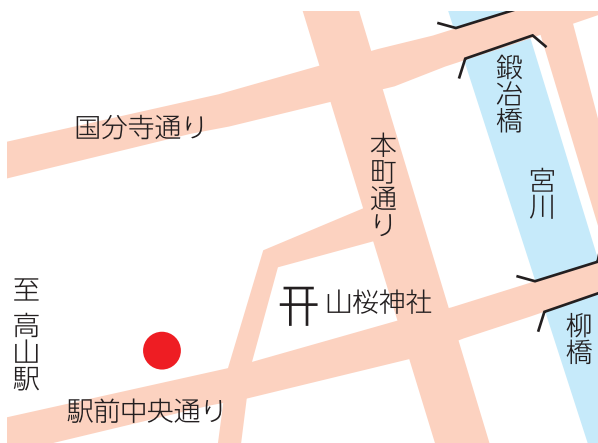 鍛冶橋
国分寺通り
本町通り
宮川
至 高山駅
山桜神社
柳橋
駅前中央通り